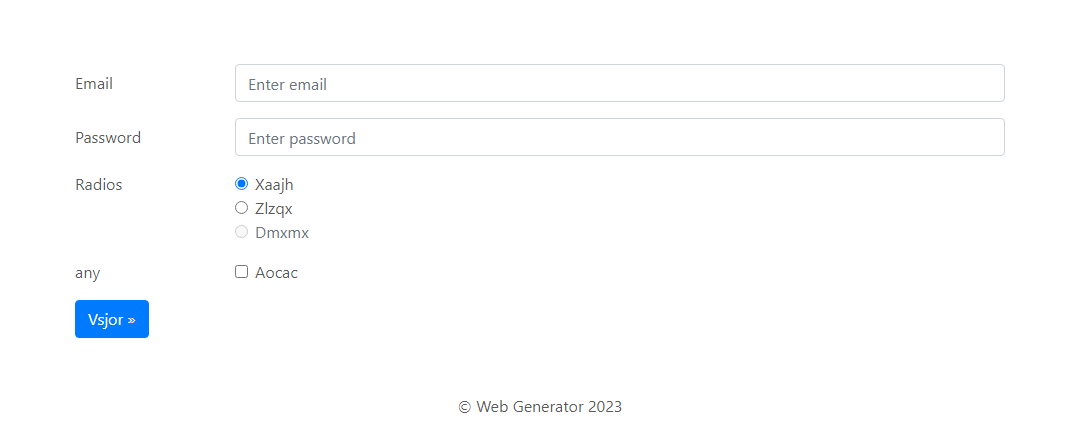 Email
Enter email
Password
Enter password
Radios
Xaajh
Zlzqx
Dmxmx
any
Aocac
Vsjor »
© Web Generator 2023